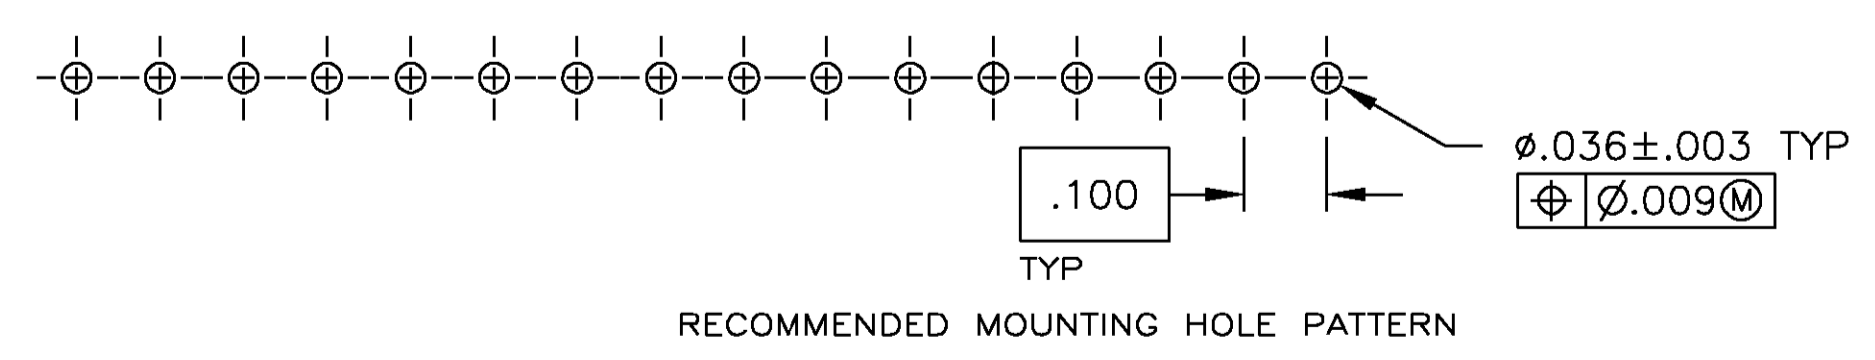 ⌀.036±.003 TYP
⌖ ⌀.009Ⓜ
.100
TYP
RECOMMENDED MOUNTING HOLE PATTERN